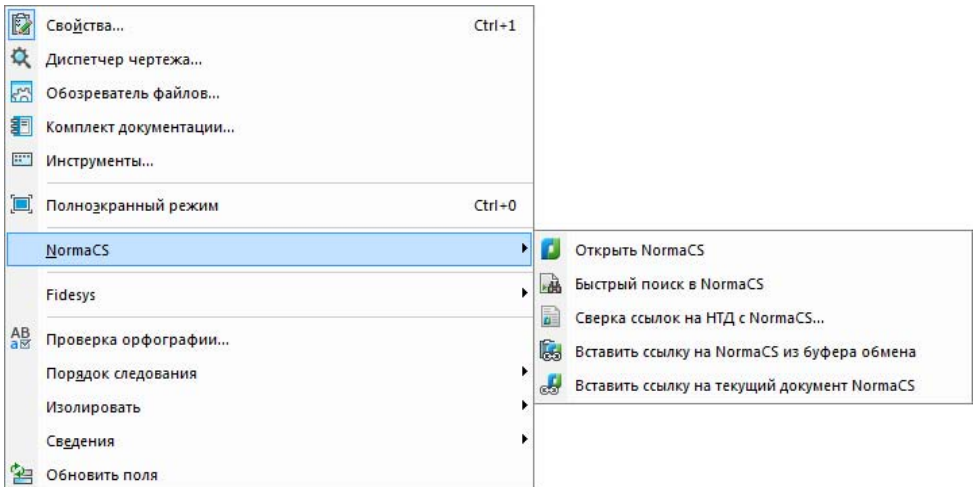 Свойства... Ctrl+1
Диспетчер чертежа...
Обозреватель файлов...
Комплект документации...
Инструменты...
Полноэкранный режим Ctrl+0
NormaCS
Открыть NormaCS
Fidesys
Быстрый поиск в NormaCS
Сверка ссылок на НТД с NormaCS...
AB
a
Проверка орфографии...
Вставить ссылку на NormaCS из буфера обмена
Порядок следования
Вставить ссылку на текущий документ NormaCS
Изолировать
Сведения
Обновить поля